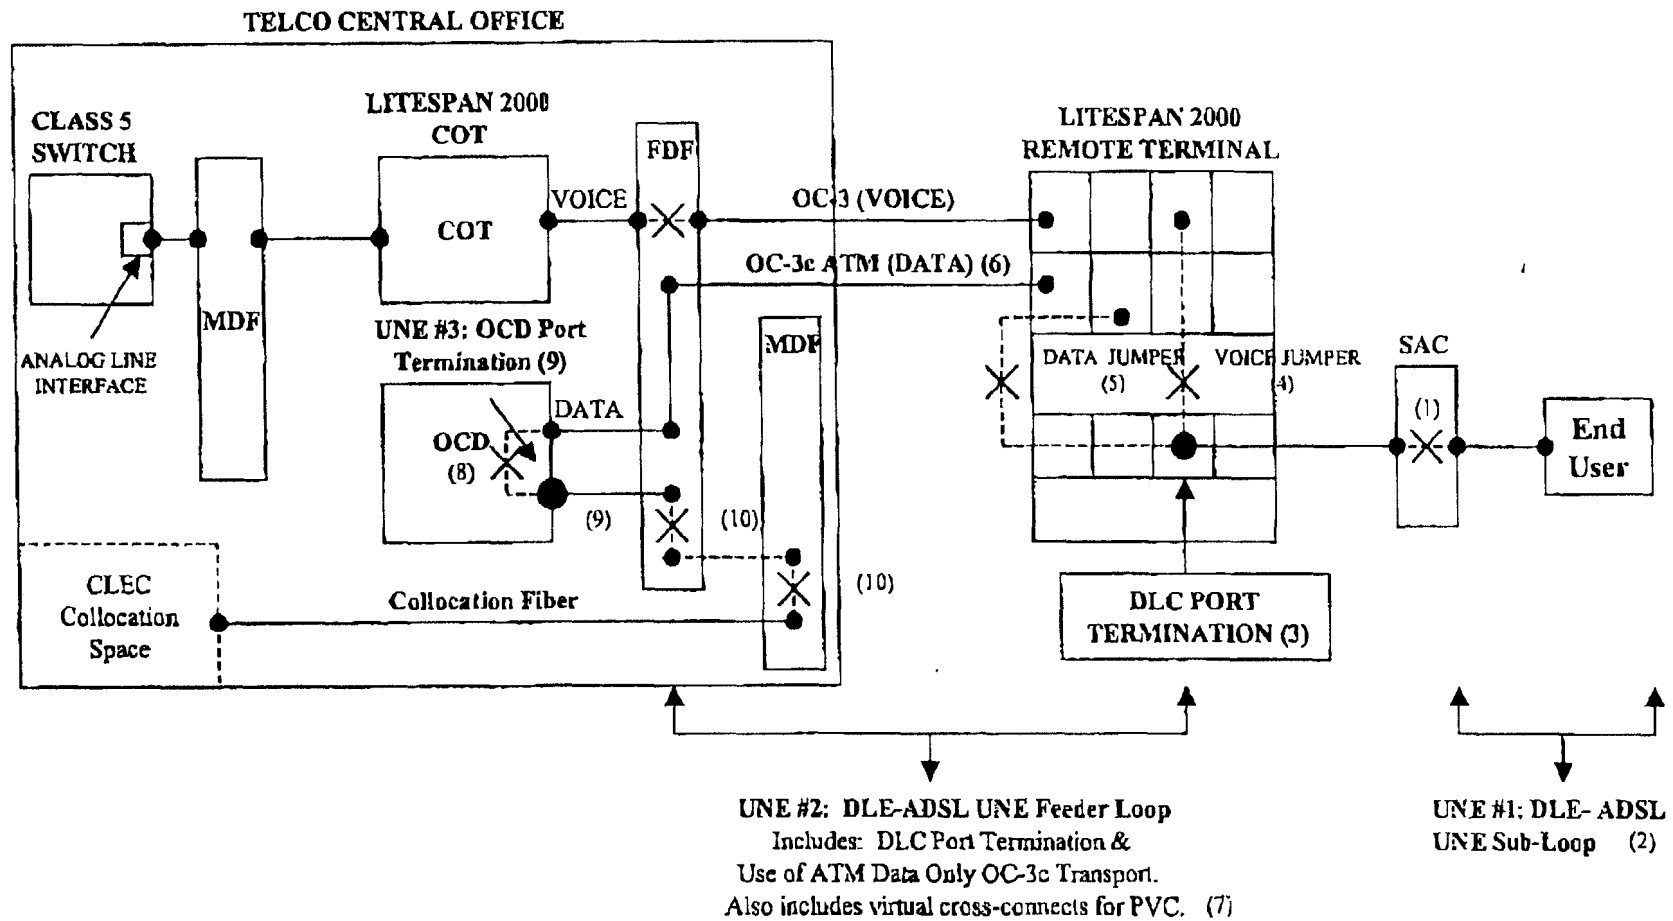 TELCO CENTRAL OFFICE
CLASS 5
SWITCH
LITESPAN 2000
COT
COT
FDF
VOICE
OC-3 (VOICE)
OC-3c ATM (DATA) (6)
LITESPAN 2000
REMOTE TERMINAL
MDF
ANALOG LINE
INTERFACE
UNE #3: OCD Port
Termination (9)
DATA
OCD
(8)
(9)
(10)
MDF
(10)
DATA JUMPER
(5)
VOICE JUMPER
(4)
SAC
(1)
End
User
CLEC
Collocation
Space
Collocation Fiber
DLC PORT
TERMINATION (3)
UNE #2: DLE-ADSL UNE Feeder Loop
Includes: DLC Port Termination &
Use of ATM Data Only OC-3c Transport.
Also includes virtual cross-connects for PVC. (7)
UNE #1: DLE- ADSL
UNE Sub-Loop (2)